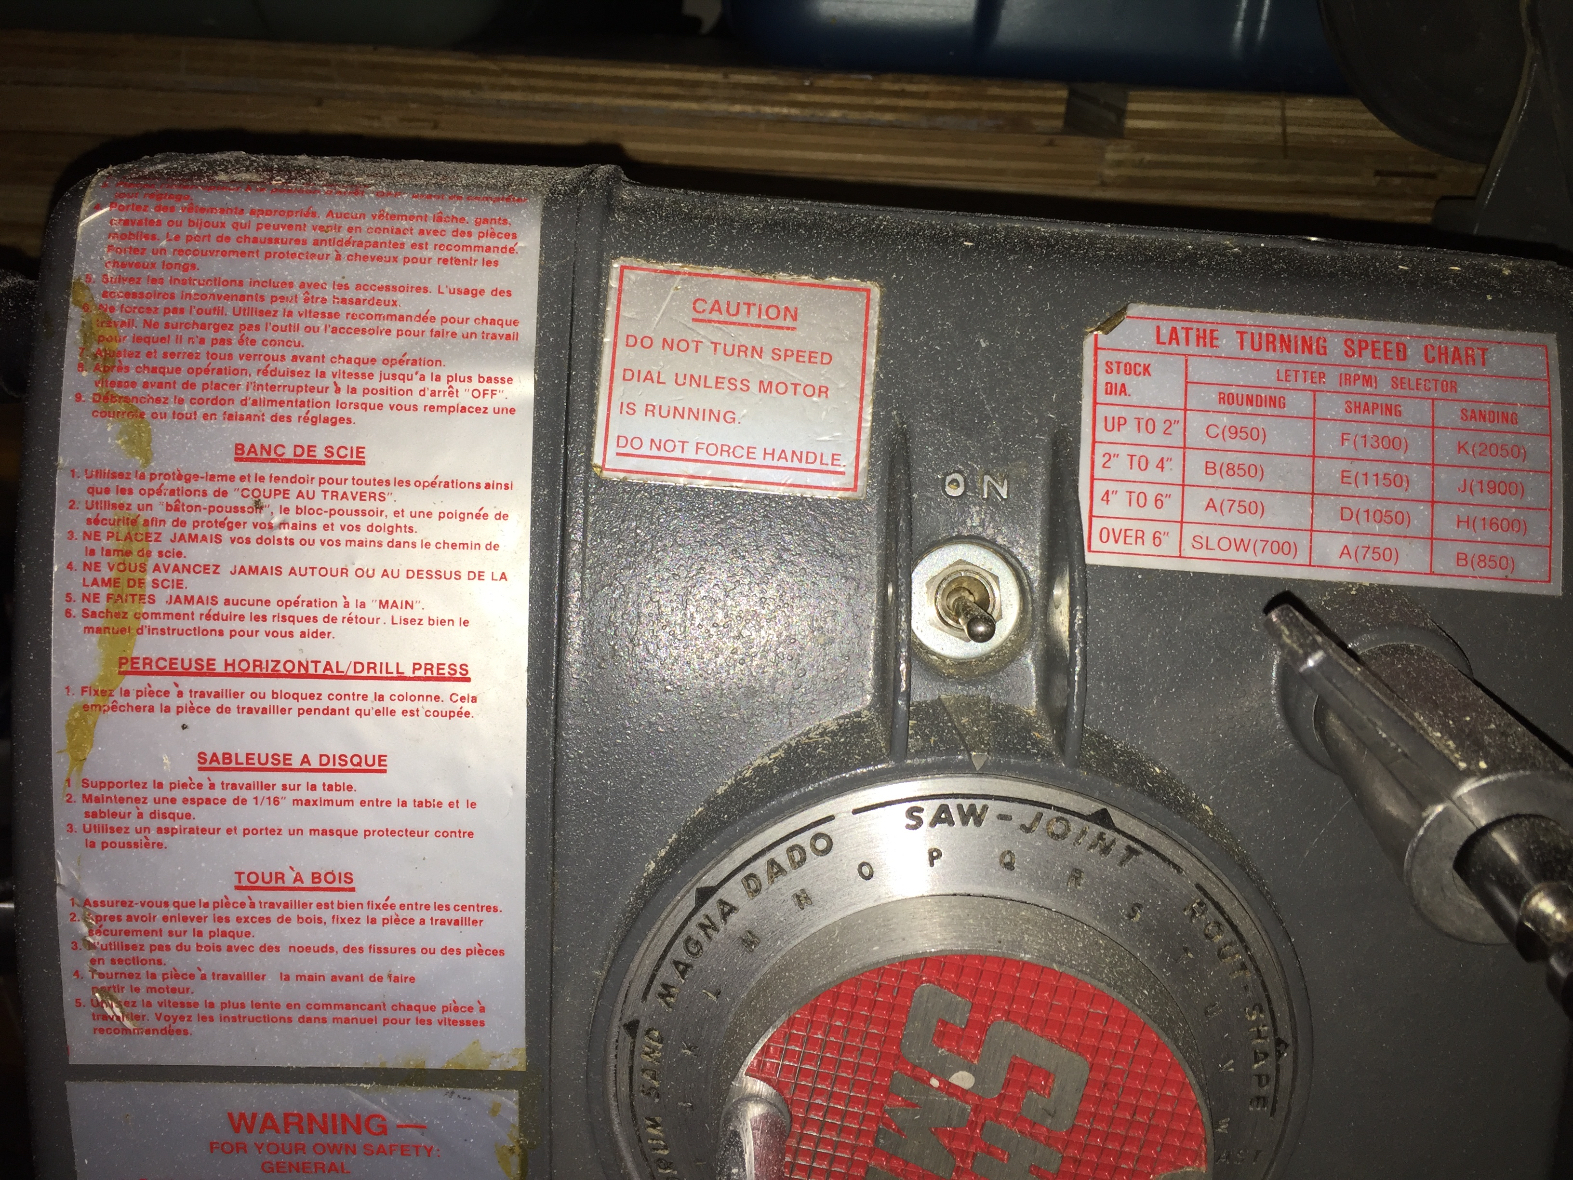 pour réglage.
4. Portez des vêtements appropriés. Aucun vêtement lâche, gants,
cravates ou bijoux qui peuvent venir en contact avec des pièces
mobiles. Le port de chaussures antidérapantes est recommandé.
Portez un recouvrement protecteur à cheveux pour retenir les
cheveux longs.
5. Suivez les instructions inclues avec les accessoires. L'usage des
accessoires inconvenants peut être hasardeux.
6. Ne forcez pas l'outil. Utilisez la vitesse recommandée pour chaque
travail. Ne surchargez pas l'outil ou l'accesoire pour faire un travail
pour lequel il n'a pas éte concu.
7. Ajustez et serrez tous verrous avant chaque opération.
8. Après chaque opération, réduisez la vitesse jusqu'a la plus basse
vitesse avant de placer l'interrupteur à la position d'arrêt "OFF".
9. Débranchez le cordon d'alimentation lorsque vous remplacez une
courroie ou tout en faisant des réglages.
BANC DE SCIE
1. Utilisez la protège-lame et le fendoir pour toutes les opérations ainsi
que les opérations de "COUPE AU TRAVERS".
2. Utilisez un "bâton-poussoir", le bloc-poussoir, et une poignée de
sécurité afin de protéger vos mains et vos doights.
3. NE PLACEZ JAMAIS vos doists ou vos mains dans le chemin de
la lame de scie.
4. NE VOUS AVANCEZ JAMAIS AUTOUR OU AU DESSUS DE LA
LAME DE SCIE.
5. NE FAITES JAMAIS aucune opération à la "MAIN".
6. Sachez comment réduire les risques de rétour. Lisez bien le
manuel d'instructions pour vous aider.
PERCEUSE HORIZONTAL/DRILL PRESS
1. Fixez la pièce à travailler ou bloquez contre la colonne. Cela
empêchera la pièce de travailler pendant qu'elle est coupée.
SABLEUSE A DISQUE
1 Supportez la pièce à travailler sur la table.
2. Maintenez une espace de 1/16" maximum entre la table et le
sableur à disque.
3. Utilisez un aspirateur et portez un masque protecteur contre
la poussière.
TOUR À BOIS
1. Assurez-vous que la pièce à travailler est bien fixée entre les centres.
2. Apres avoir enlever les exces de bois, fixez la pièce a travailler
sécurement sur la plaque.
3. N'utilisez pas du bois avec des noeuds, des fissures ou des pièces
en sections.
4. Tournez la pièce à travailler la main avant de faire
partir le moteur.
5. Utilisez la vitesse la plus lente en commencant chaque pièce à
travailler. Voyez les instructions dans manuel pour les vitesses
recommendées.
WARNING —
FOR YOUR OWN SAFETY:
GENERAL
CAUTION
DO NOT TURN SPEED
DIAL UNLESS MOTOR
IS RUNNING.
DO NOT FORCE HANDLE.
ON
LATHE TURNING SPEED CHART
STOCK DIA. LETTER (RPM) SELECTOR
ROUNDING SHAPING SANDING
UP TO 2" C(950) F(1300) K(2050)
2" TO 4" B(850) E(1150) J(1900)
4" TO 6" A(750) D(1050) H(1600)
OVER 6" SLOW(700) A(750) B(850)
DRUM SAND MAGNA DADO SAW-JOINT ROUT-SHAPE
J K L M N O P Q R S T U V W